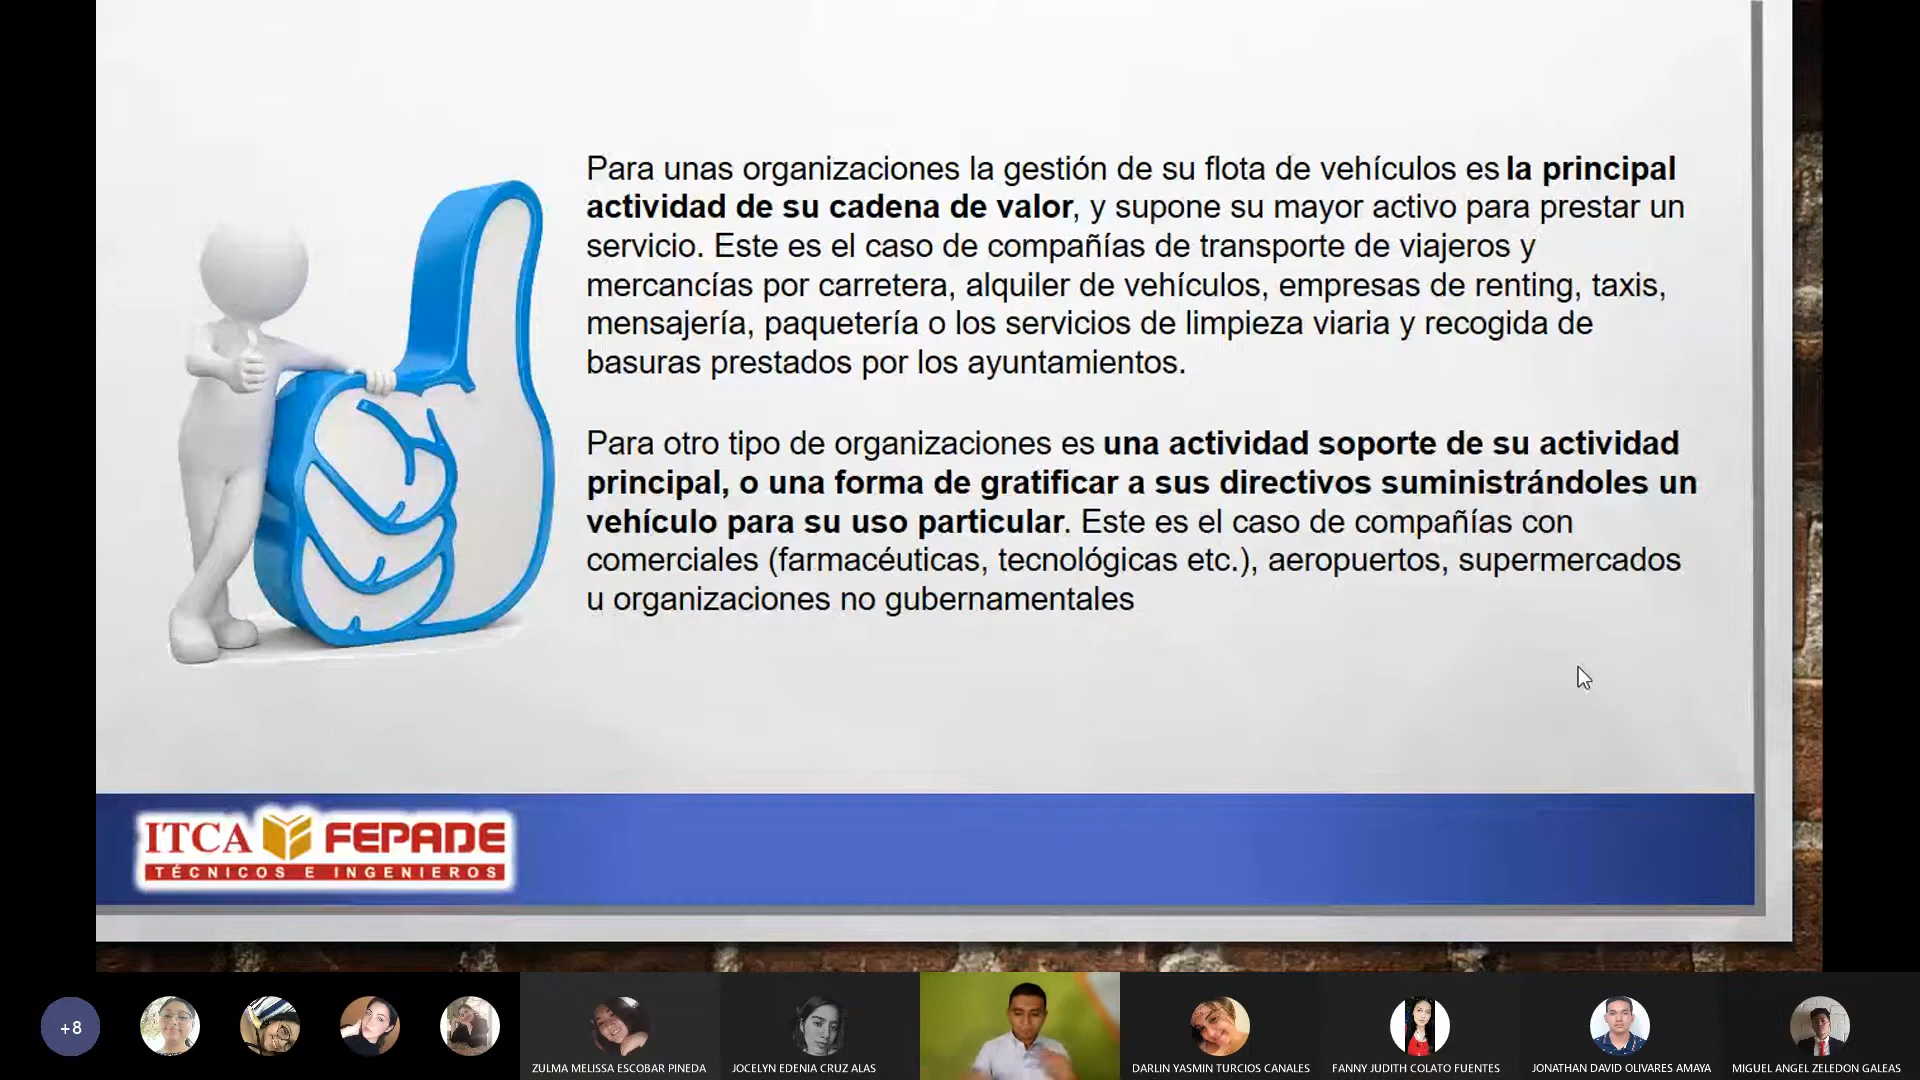 Para unas organizaciones la gestión de su flota de vehículos es la principal
actividad de su cadena de valor, y supone su mayor activo para prestar un
servicio. Este es el caso de compañías de transporte de viajeros y
mercancías por carretera, alquiler de vehículos, empresas de renting, taxis,
mensajería, paquetería o los servicios de limpieza viaria y recogida de
basuras prestados por los ayuntamientos.
Para otro tipo de organizaciones es una actividad soporte de su actividad
principal, o una forma de gratificar a sus directivos suministrándoles un
vehículo para su uso particular. Este es el caso de compañías con
comerciales (farmacéuticas, tecnológicas etc.), aeropuertos, supermercados
u organizaciones no gubernamentales
ITCA FEPADE
TÉCNICOS E INGENIEROS
+8
ZULMA MELISSA ESCOBAR PINEDA
JOCELYN EDENIA CRUZ ALAS
DARLIN YASMIN TURCIOS CANALES
FANNY JUDITH COLATO FUENTES
JONATHAN DAVID OLIVARES AMAYA
MIGUEL ANGEL ZELEDON GALEAS